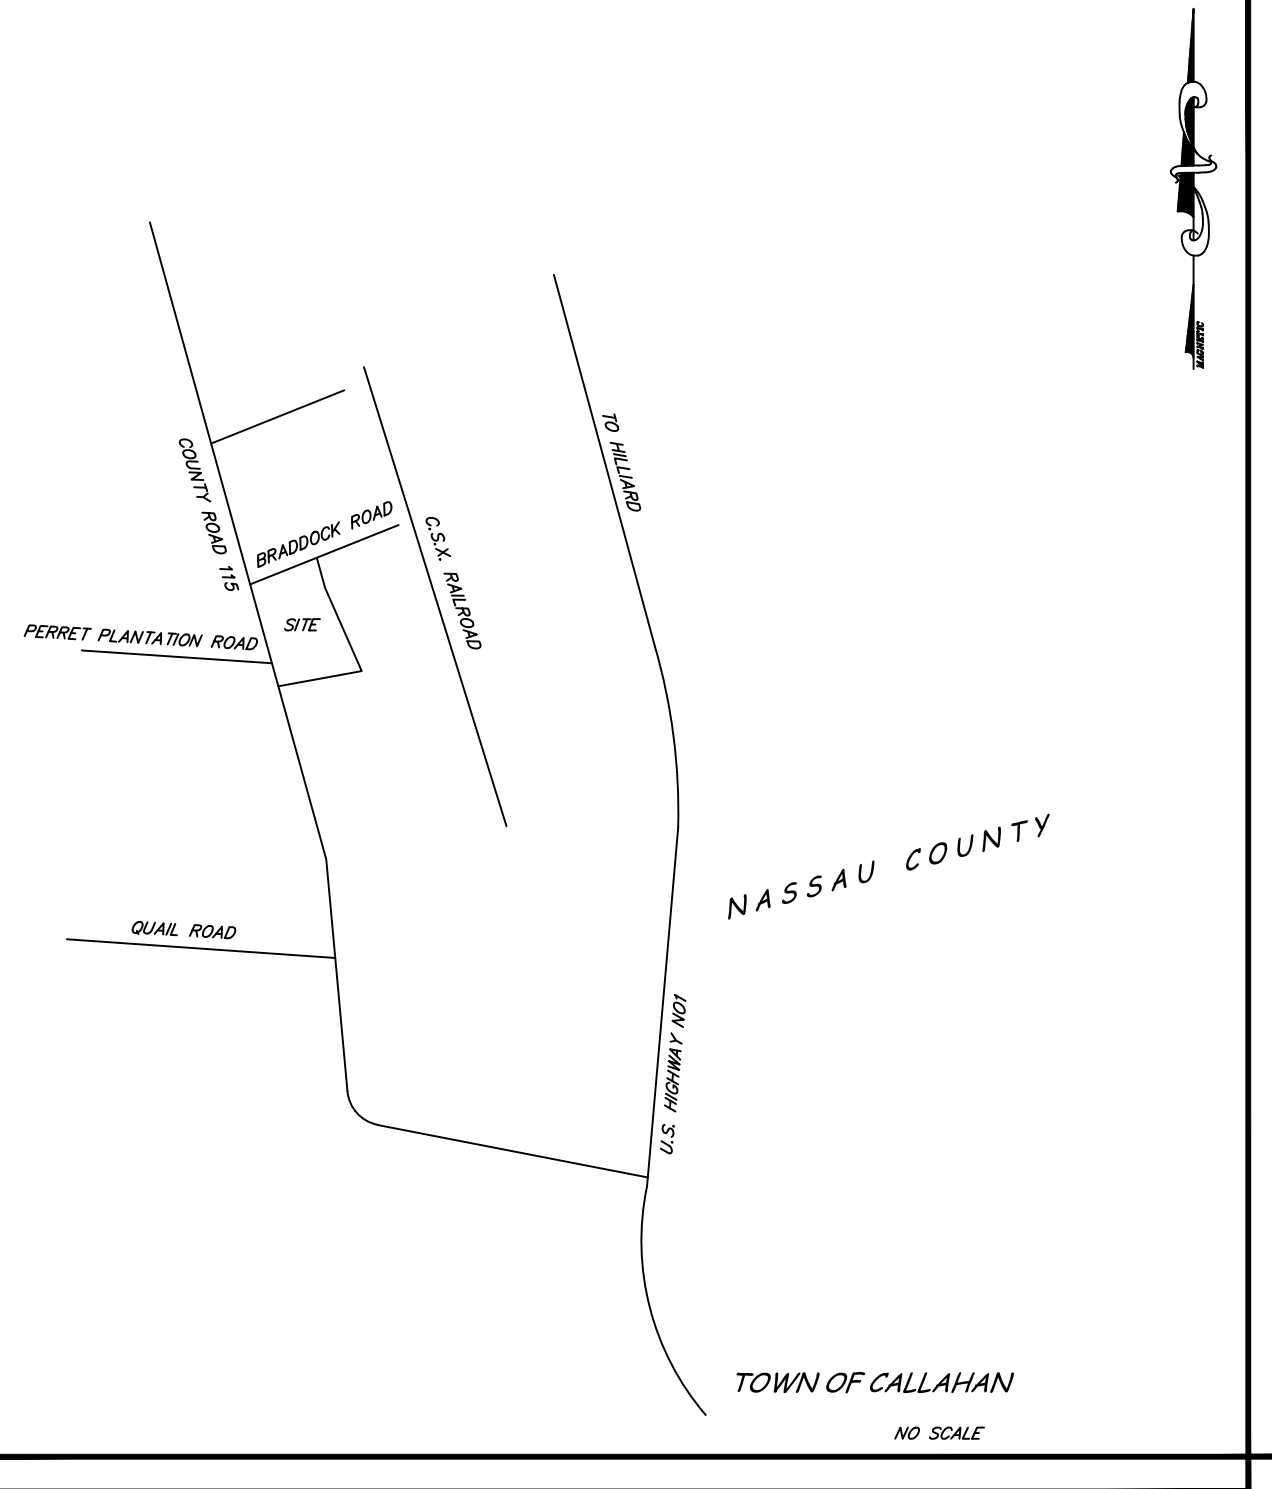 MAGNETIC
TO HILLIARD
COUNTY ROAD 115
BRADDOCK ROAD
C.S.X. RAILROAD
SITE
PERRET PLANTATION ROAD
NASSAU COUNTY
QUAIL ROAD
U.S. HIGHWAY NO1
TOWN OF CALLAHAN
NO SCALE